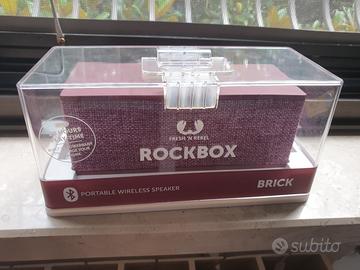 FRESH 'N REBEL
ROCKBOX
PORTABLE WIRELESS SPEAKER
BRICK
subito